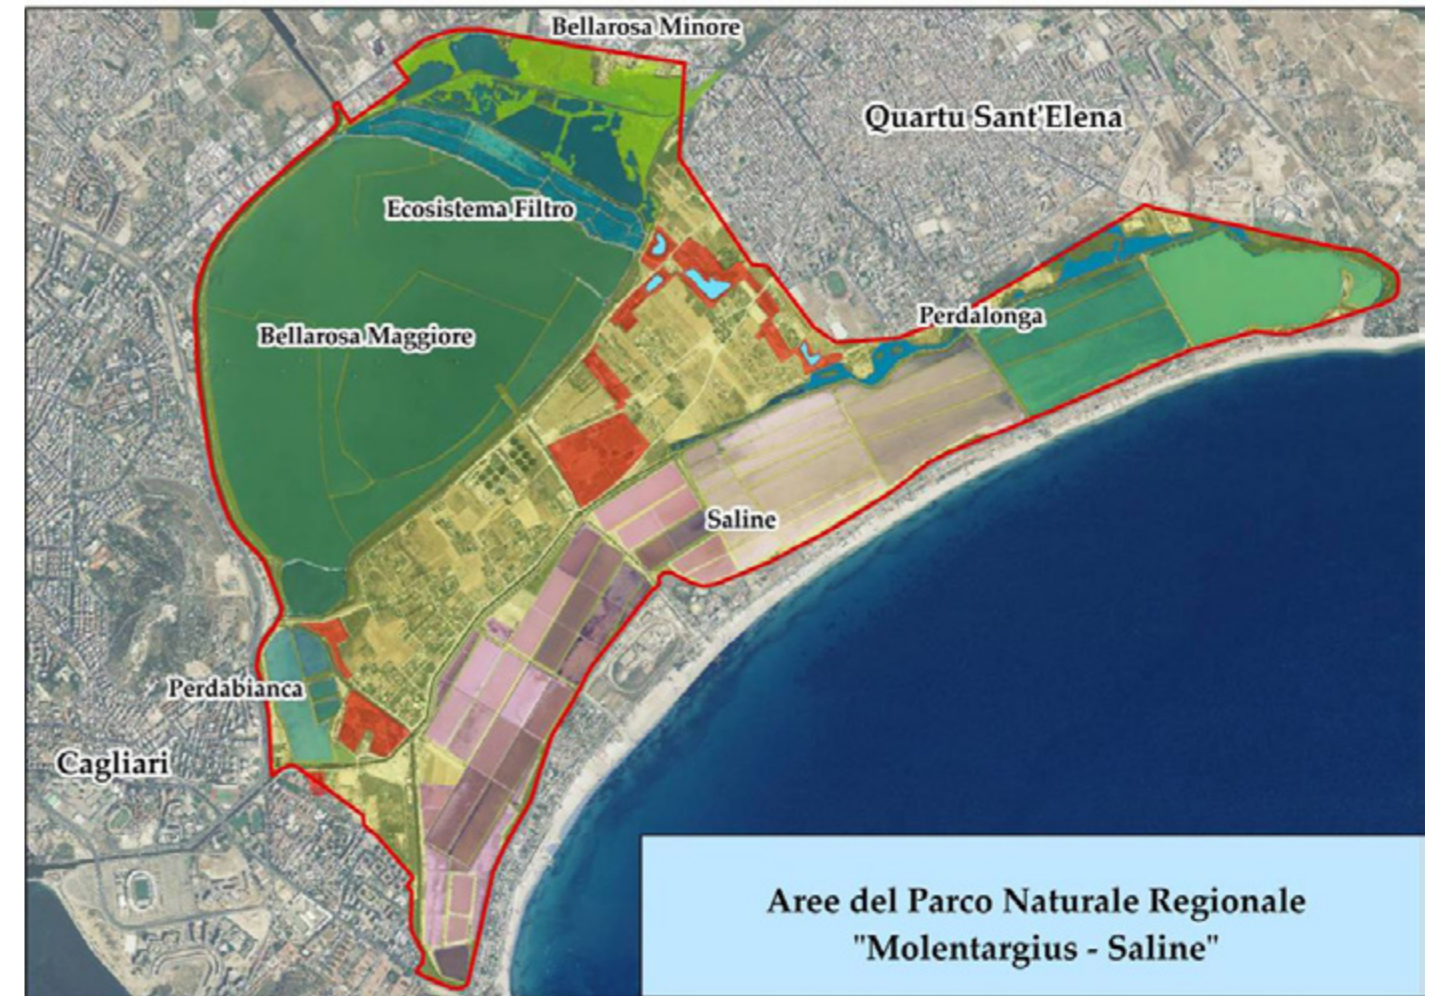 Bellarosa Minore
Quartu Sant'Elena
Ecosistema Filtro
Perdalonga
Bellarosa Maggiore
Saline
Perdabianca
Cagliari
Aree del Parco Naturale Regionale
"Molentargius - Saline"